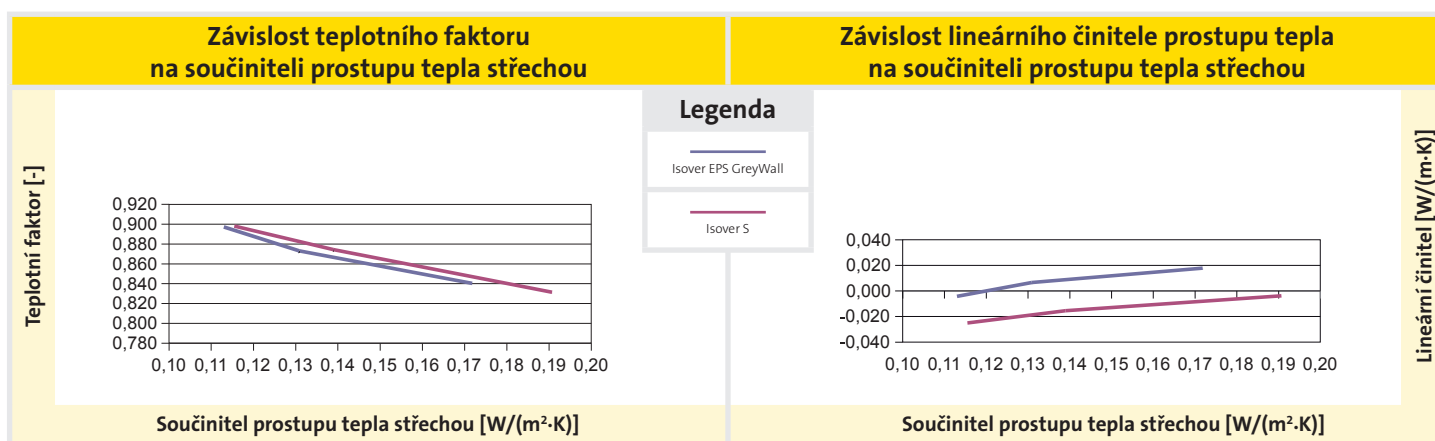 Závislost teplotního faktoru
na součiniteli prostupu tepla střechou
Závislost lineárního činitele prostupu tepla
na součiniteli prostupu tepla střechou
Legenda
Isover EPS GreyWall
Isover S
Teplotní faktor [-]
0,920
0,900
0,880
0,860
0,840
0,820
0,800
0,780
0,10 0,11 0,12 0,13 0,14 0,15 0,16 0,17 0,18 0,19 0,20
Součinitel prostupu tepla střechou [W/(m²·K)]
0,040
0,020
0,000
-0,020
-0,040
0,10 0,11 0,12 0,13 0,14 0,15 0,16 0,17 0,18 0,19 0,20
Lineární činitel [W/(m·K)]
Součinitel prostupu tepla střechou [W/(m²·K)]